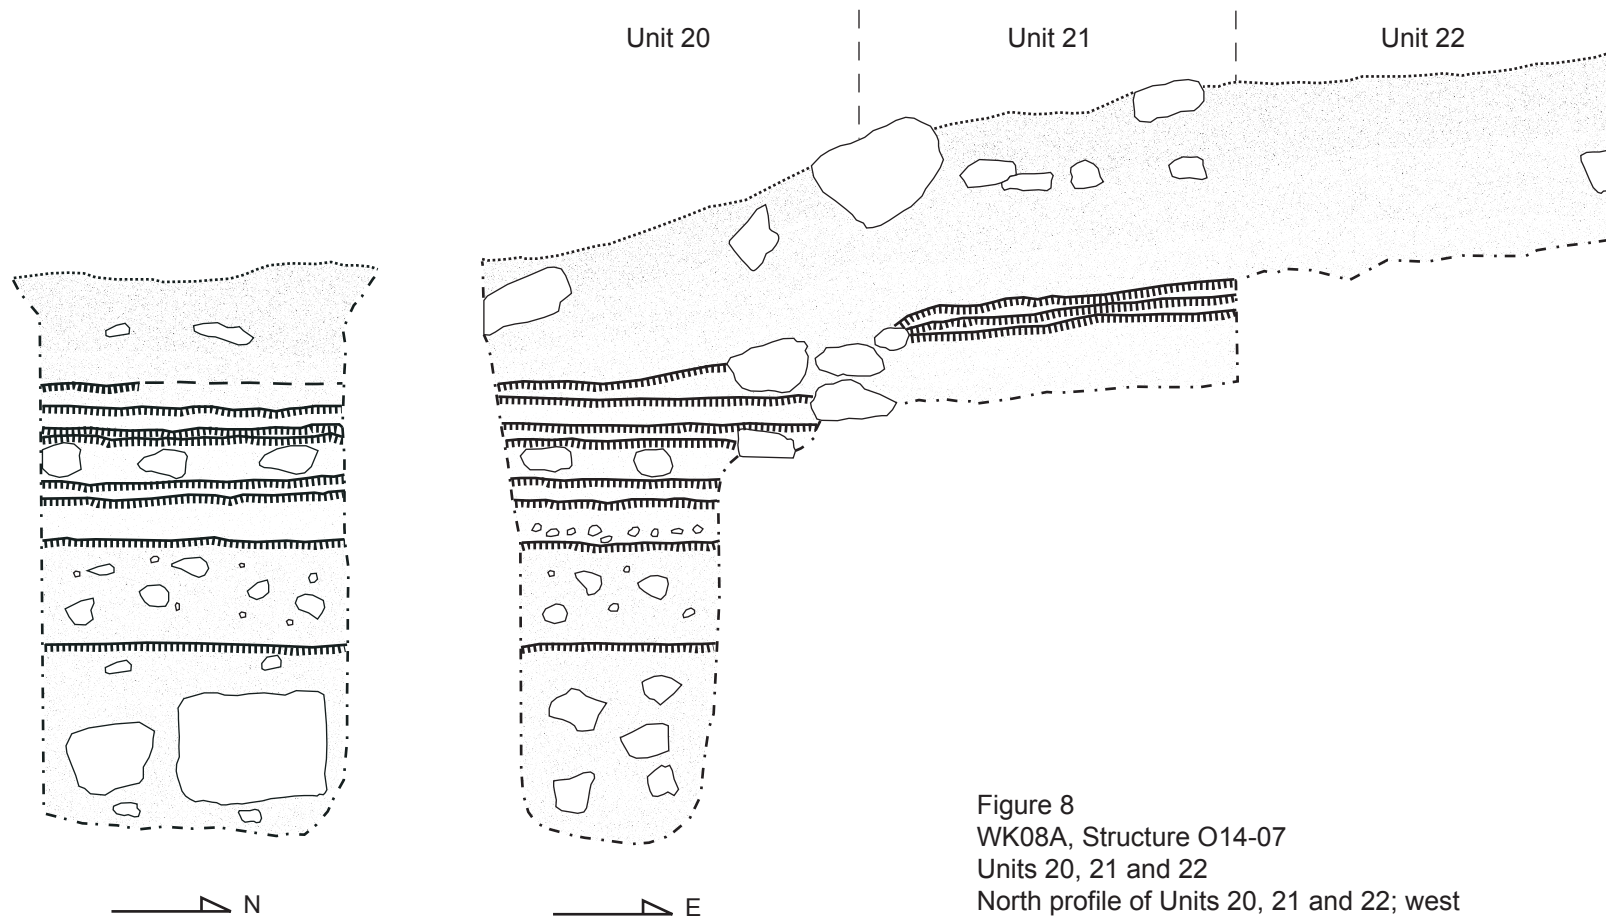 Unit 20
Unit 21
Unit 22
N
E
Figure 8
WK08A, Structure O14-07
Units 20, 21 and 22
North profile of Units 20, 21 and 22; west